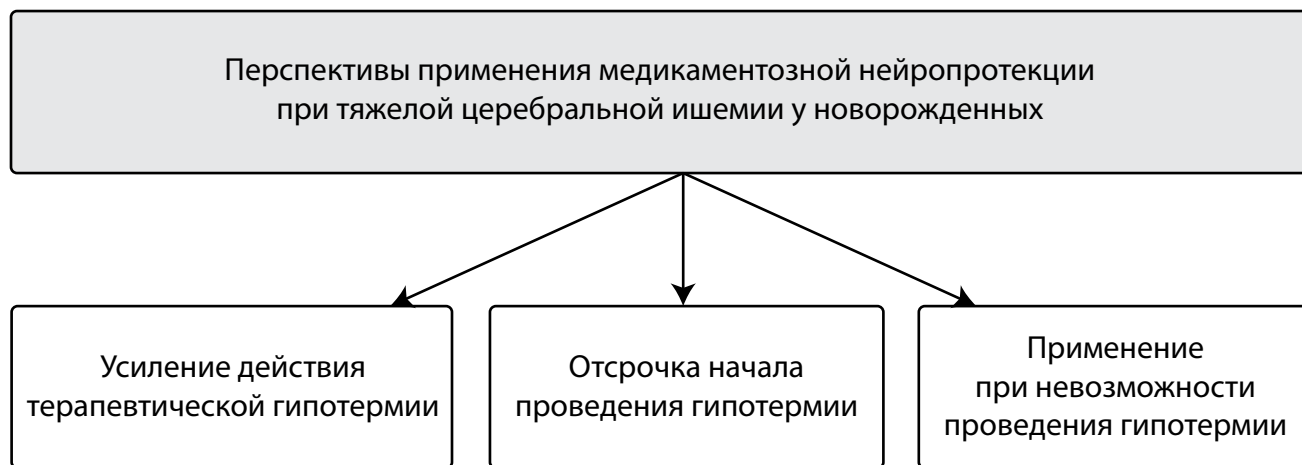 Перспективы применения медикаментозной нейропротекции
при тяжелой церебральной ишемии у новорожденных
Усиление действия
терапевтической гипотермии
Отсрочка начала
проведения гипотермии
Применение
при невозможности
проведения гипотермии